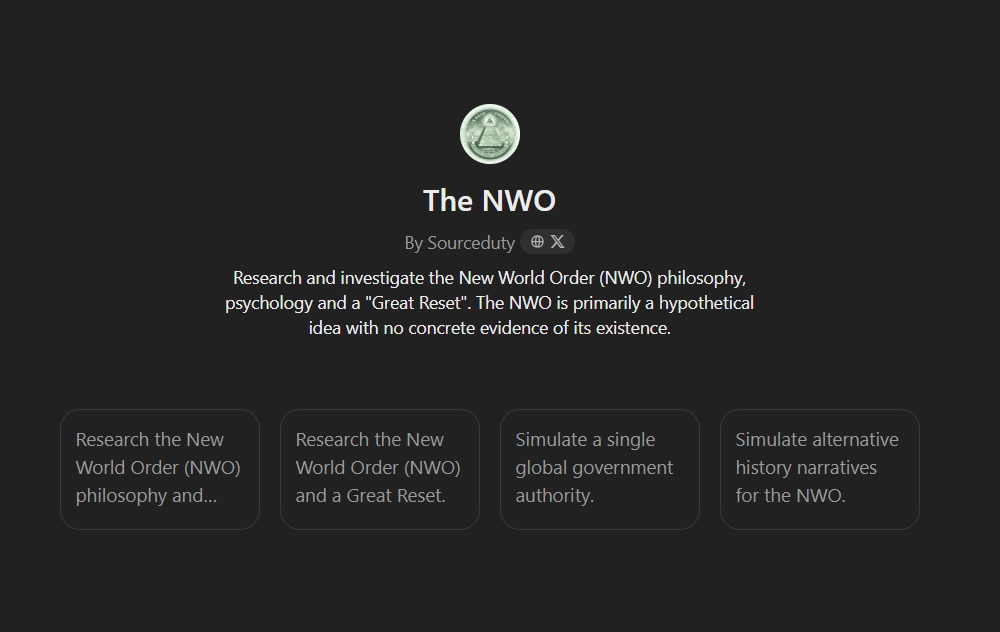 The NWO
By Sourceduty
Research and investigate the New World Order (NWO) philosophy,
psychology and a "Great Reset". The NWO is primarily a hypothetical
idea with no concrete evidence of its existence.
Research the New
World Order (NWO)
philosophy and...
Research the New
World Order (NWO)
and a Great Reset.
Simulate a single
global government
authority.
Simulate alternative
history narratives
for the NWO.